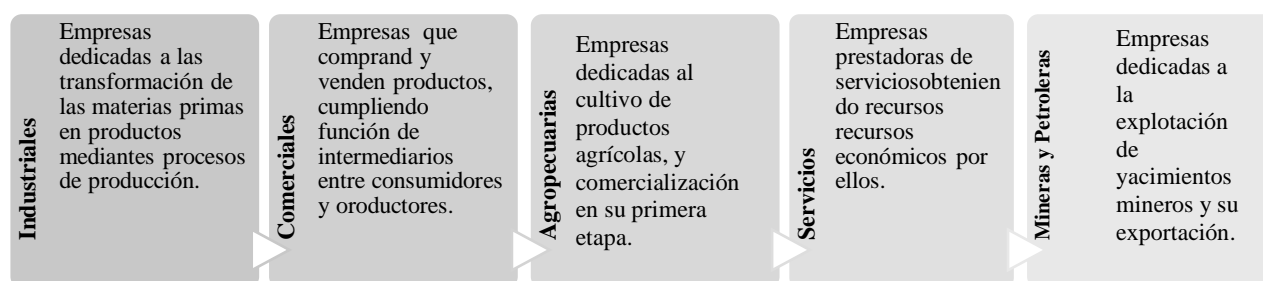 Industriales
Empresas
dedicadas a las
transformación de
las materias primas
en productos
mediantes procesos
de producción.
Comerciales
Empresas que
comprand y
venden productos,
cumpliendo
función de
intermediarios
entre consumidores
y oroductores.
Agropecuarias
Empresas
dedicadas al
cultivo de
productos
agrícolas, y
comercialización
en su primera
etapa.
Servicios
Empresas
prestadoras de
serviciosobtenien
do recursos
recursos
económicos por
ellos.
Mineras y Petroleras
Empresas
dedicadas a
la
explotación
de
yacimientos
mineros y su
exportación.